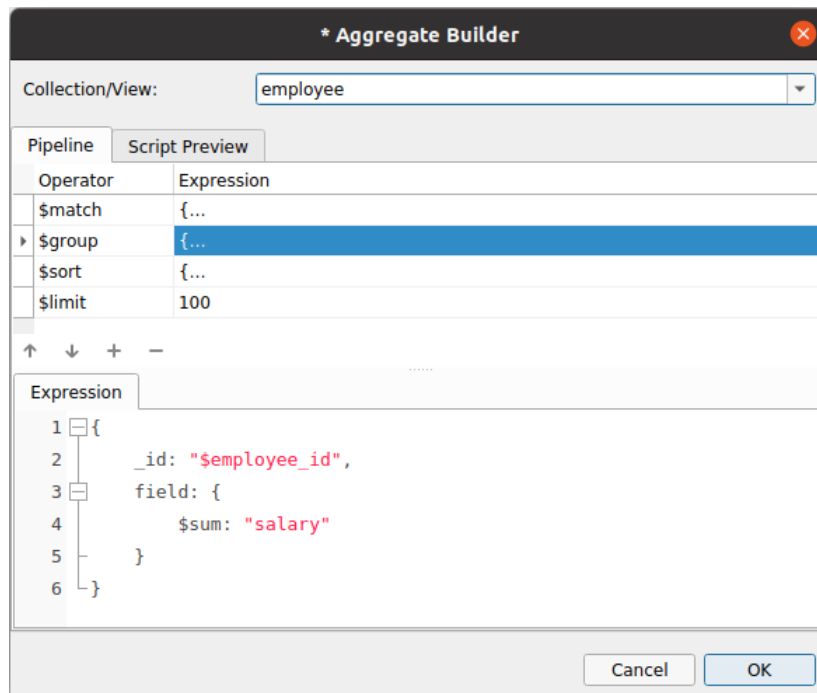 * Aggregate Builder
Collection/View: employee
Pipeline Script Preview
Operator Expression
$match {...
$group {...
$sort {...
$limit 100
Expression
1 {
2 _id: "$employee_id",
3 field: {
4 $sum: "salary"
5 }
6 }
Cancel OK